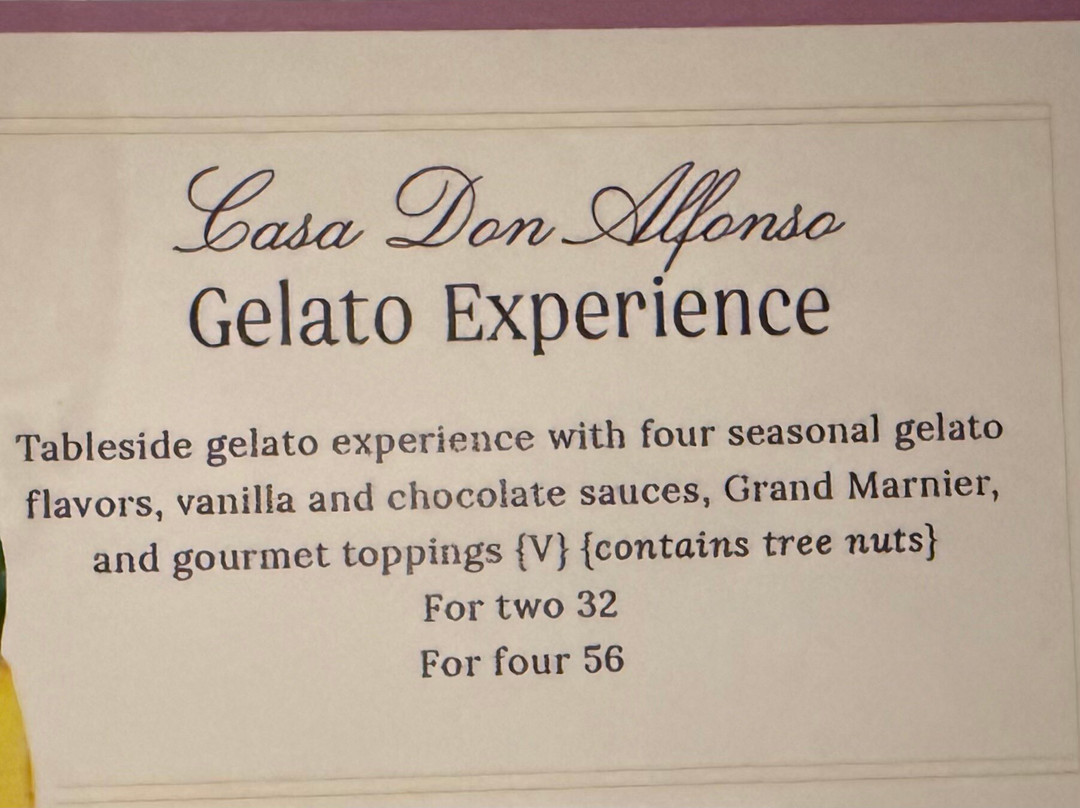 Casa Don Alfonso
Gelato Experience
Tableside gelato experience with four seasonal gelato
flavors, vanilla and chocolate sauces, Grand Marnier,
and gourmet toppings {V} {contains tree nuts}
For two 32
For four 56